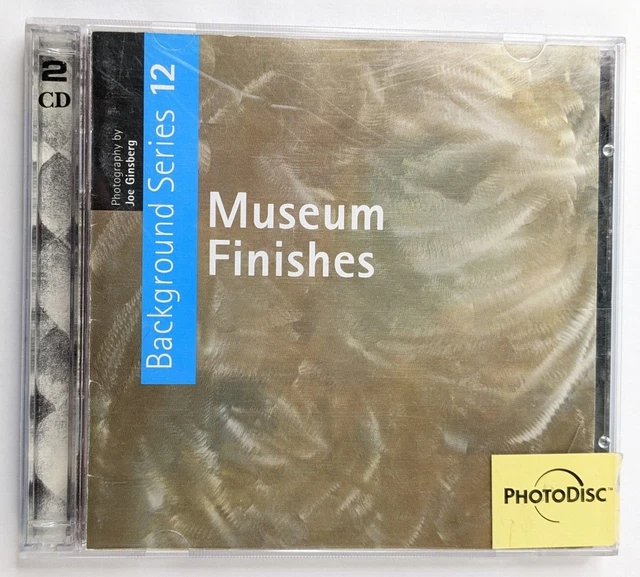 2
CD
Photography by
Joe Ginsberg
Background Series 12
Museum
Finishes
PHOTODISC™